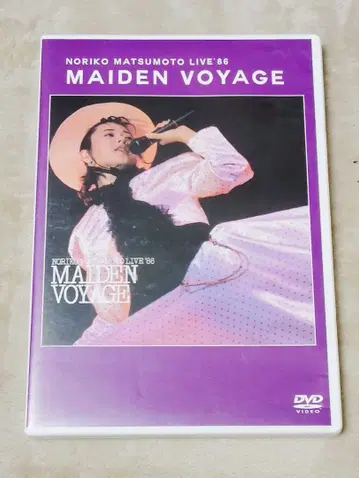 NORIKO MATSUMOTO LIVE'86
MAIDEN VOYAGE
NORIKO MATSUMOTO LIVE'86
MAIDEN
VOYAGE
DVD
VIDEO